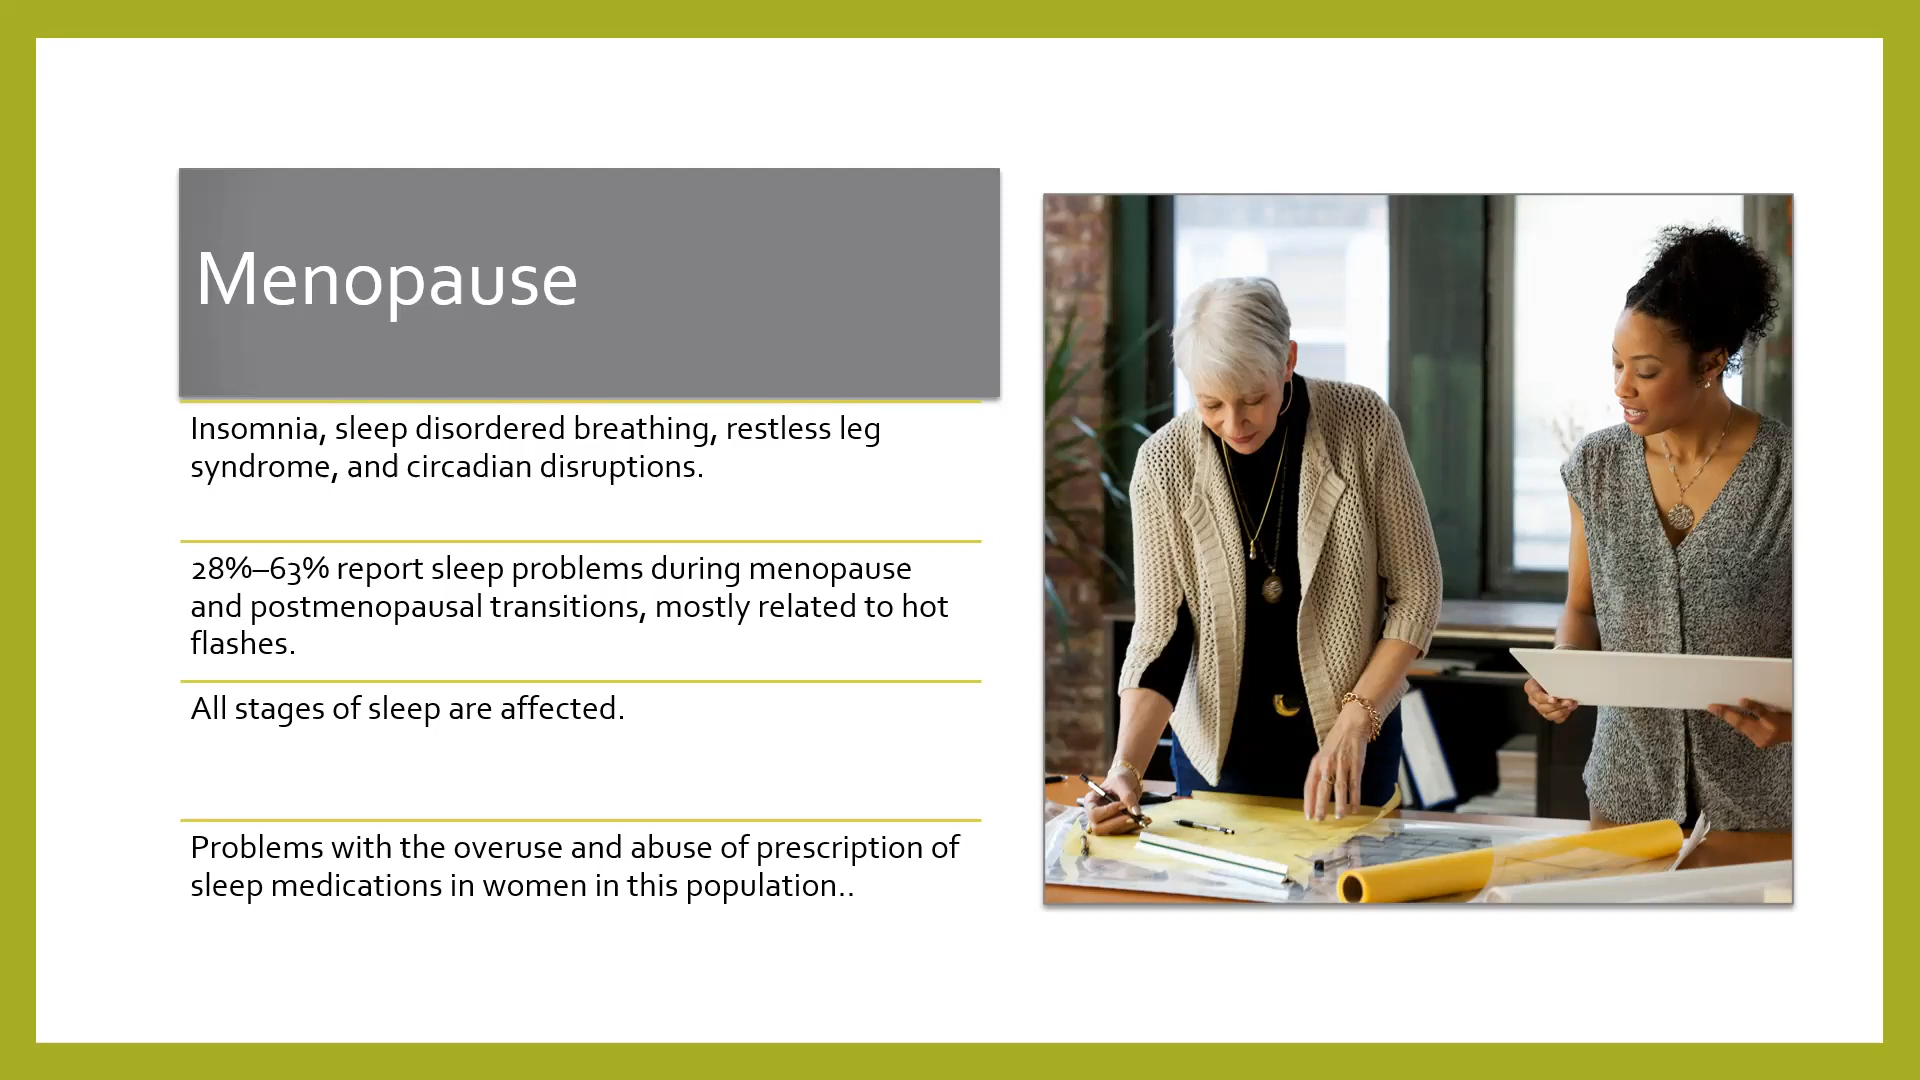 Menopause
Insomnia, sleep disordered breathing, restless leg
syndrome, and circadian disruptions.
28%–63% report sleep problems during menopause
and postmenopausal transitions, mostly related to hot
flashes.
All stages of sleep are affected.
Problems with the overuse and abuse of prescription of
sleep medications in women in this population..